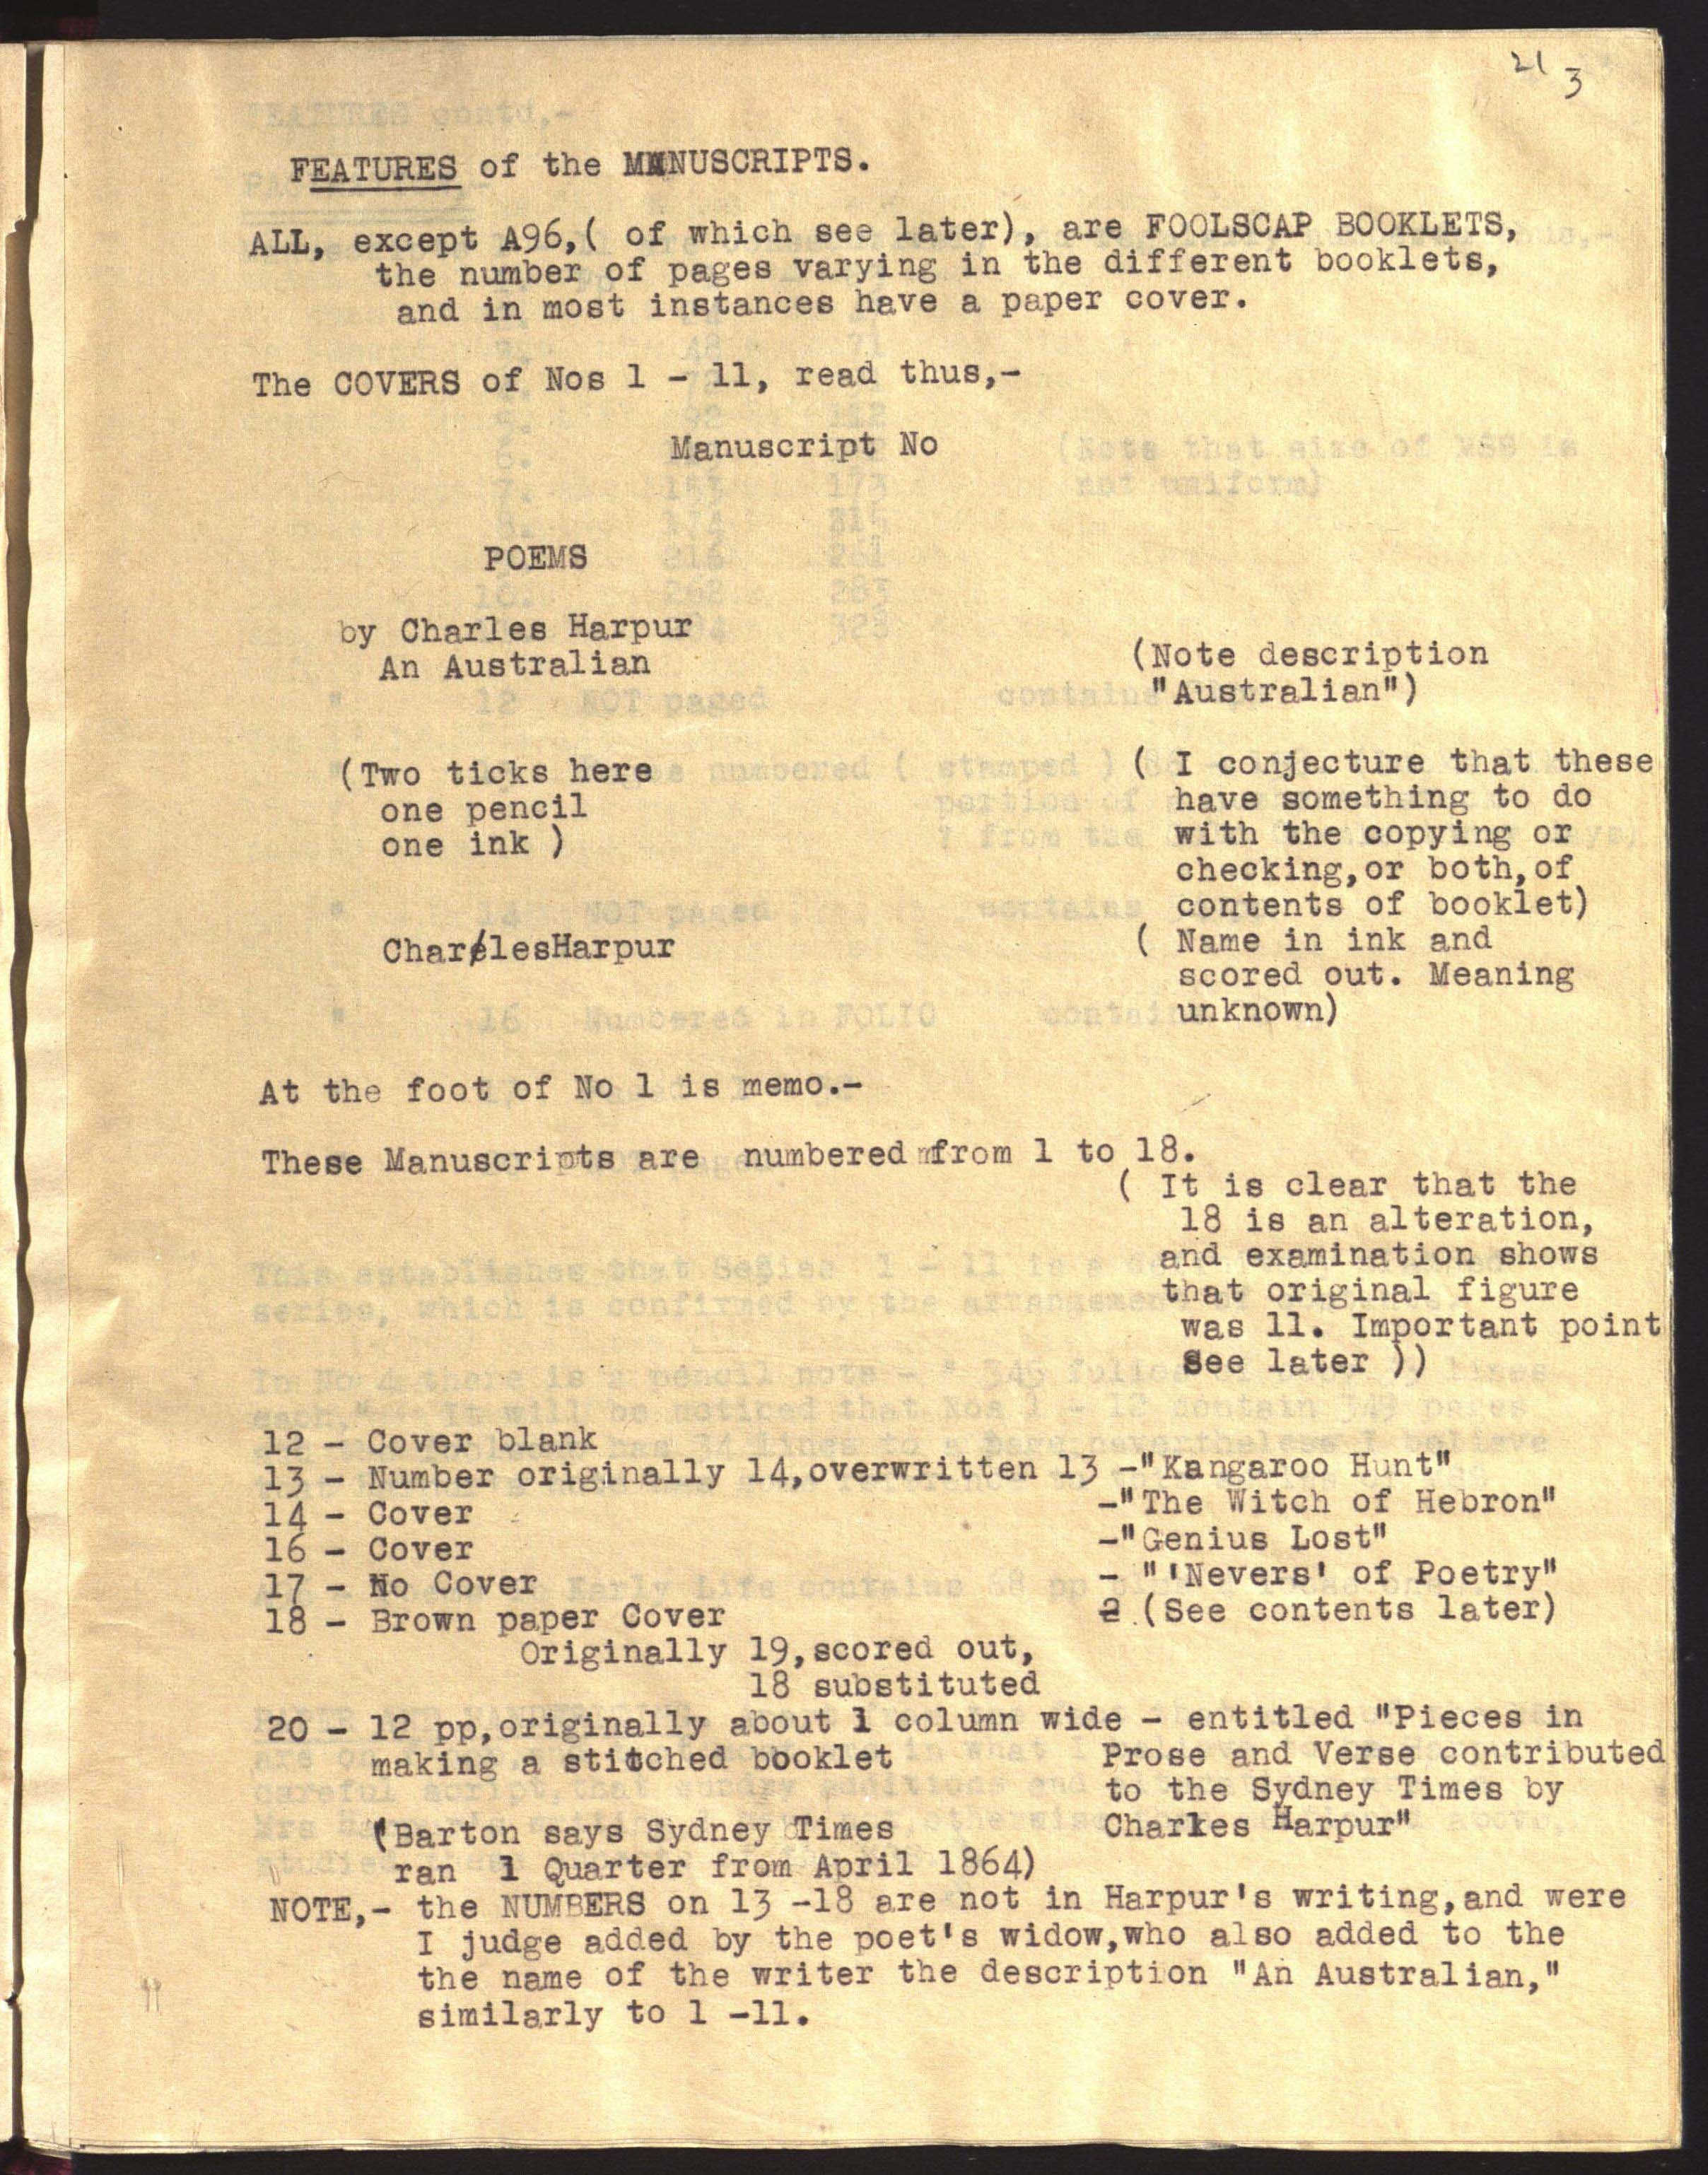 21 3
FEATURES of the MANUSCRIPTS.
ALL, except A96,( of which see later), are FOOLSCAP BOOKLETS,
the number of pages varying in the different booklets,
and in most instances have a paper cover.
The COVERS of Nos 1 - 11, read thus,-
Manuscript No
POEMS
by Charles Harpur
An Australian
(Note description
"Australian")
(Two ticks here
one pencil
one ink )
( I conjecture that these
have something to do
with the copying or
checking,or both,of
contents of booklet)
CharlesHarpur
( Name in ink and
scored out. Meaning
unknown)
At the foot of No 1 is memo.-
These Manuscripts are numbered from 1 to 18.
( It is clear that the
18 is an alteration,
and examination shows
that original figure
was 11. Important point
See later ))
12 - Cover blank
13 - Number originally 14,overwritten 13 -"Kangaroo Hunt"
14 - Cover -"The Witch of Hebron"
16 - Cover -"Genius Lost"
17 - No Cover - "'Nevers' of Poetry"
18 - Brown paper Cover (See contents later)
Originally 19,scored out,
18 substituted
20 - 12 pp,originally about 1 column wide - entitled "Pieces in
making a stitched booklet Prose and Verse contributed
to the Sydney Times by
(Barton says Sydney Times Charles Harpur"
ran 1 Quarter from April 1864)
NOTE,- the NUMBERS on 13 -18 are not in Harpur's writing,and were
I judge added by the poet's widow,who also added to the
the name of the writer the description "An Australian,"
similarly to 1 -11.